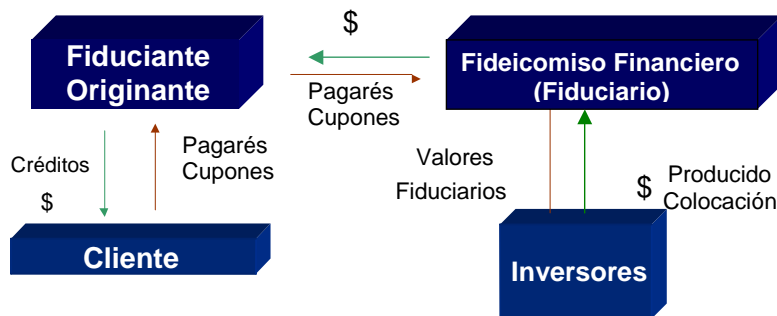 $
Fiduciante
Originante
Fideicomiso Financiero
(Fiduciario)
Pagarés
Cupones
Créditos
$
Pagarés
Cupones
Valores
Fiduciarios
$
Producido
Colocación
Cliente
Inversores